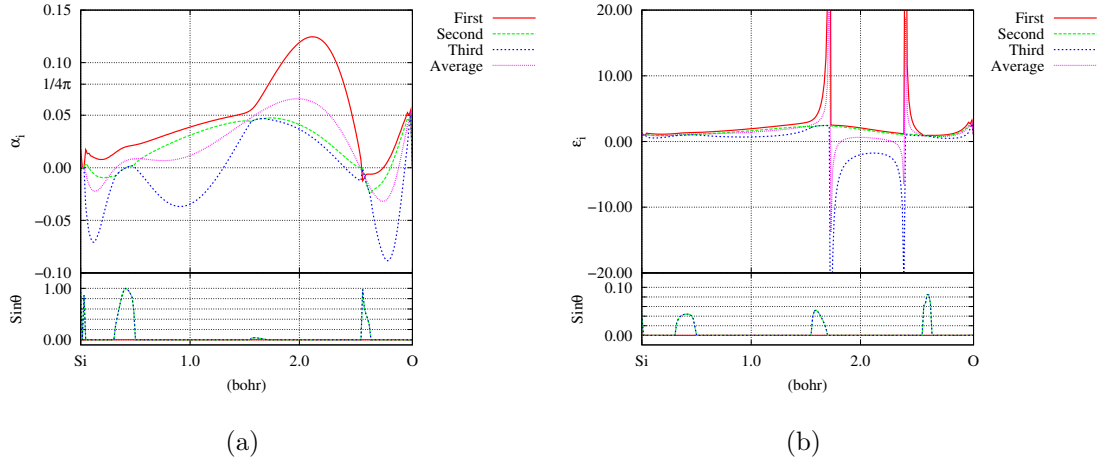 0.15
0.10
1/4π
0.05
0.00
−0.05
−0.10
αi
First
Second
Third
Average
1.00
0.00
Sinθ
Si
1.0
2.0
O
(bohr)
(a)
20.00
10.00
0.00
−10.00
−20.00
εi
First
Second
Third
Average
0.10
0.00
Sinθ
Si
1.0
2.0
O
(bohr)
(b)